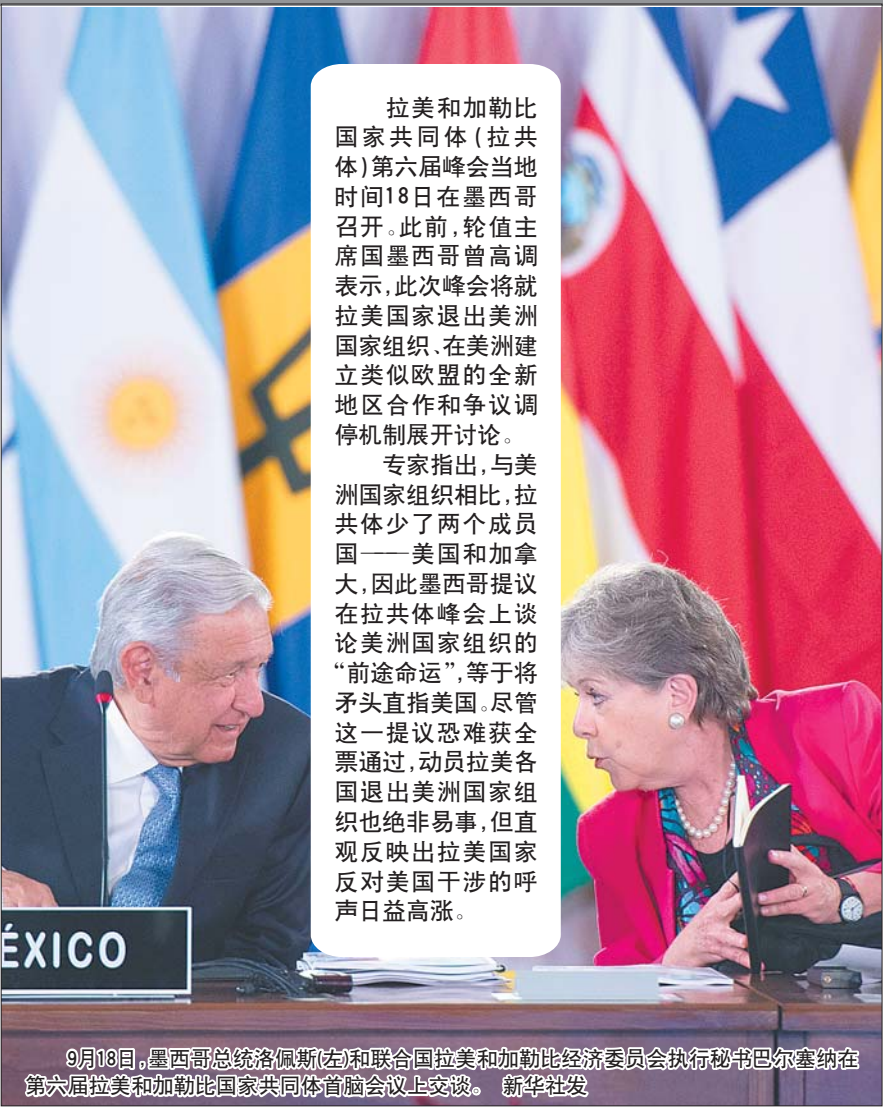 拉美和加勒比
国家共同体(拉共
体)第六届峰会当地
时间18日在墨西哥
召开。此前,轮值主
席国墨西哥曾高调
表示,此次峰会将就
拉美国家退出美洲
国家组织、在美洲建
立类似欧盟的全新
地区合作和争议调
停机制展开讨论。
专家指出,与美
洲国家组织相比,拉
共体少了两个成员
国——美国和加拿
大,因此墨西哥提议
在拉共体峰会上谈
论美洲国家组织的
“前途命运”,等于将
矛头直指美国。尽管
这一提议恐难获全
票通过,动员拉美各
国退出美洲国家组
织也绝非易事,但直
观反映出拉美国家
反对美国干涉的呼
声日益高涨。
ÉXICO
9月18日,墨西哥总统洛佩斯(左)和联合国拉美和加勒比经济委员会执行秘书巴尔塞纳在
第六届拉美和加勒比国家共同体首脑会议上交谈。 新华社发